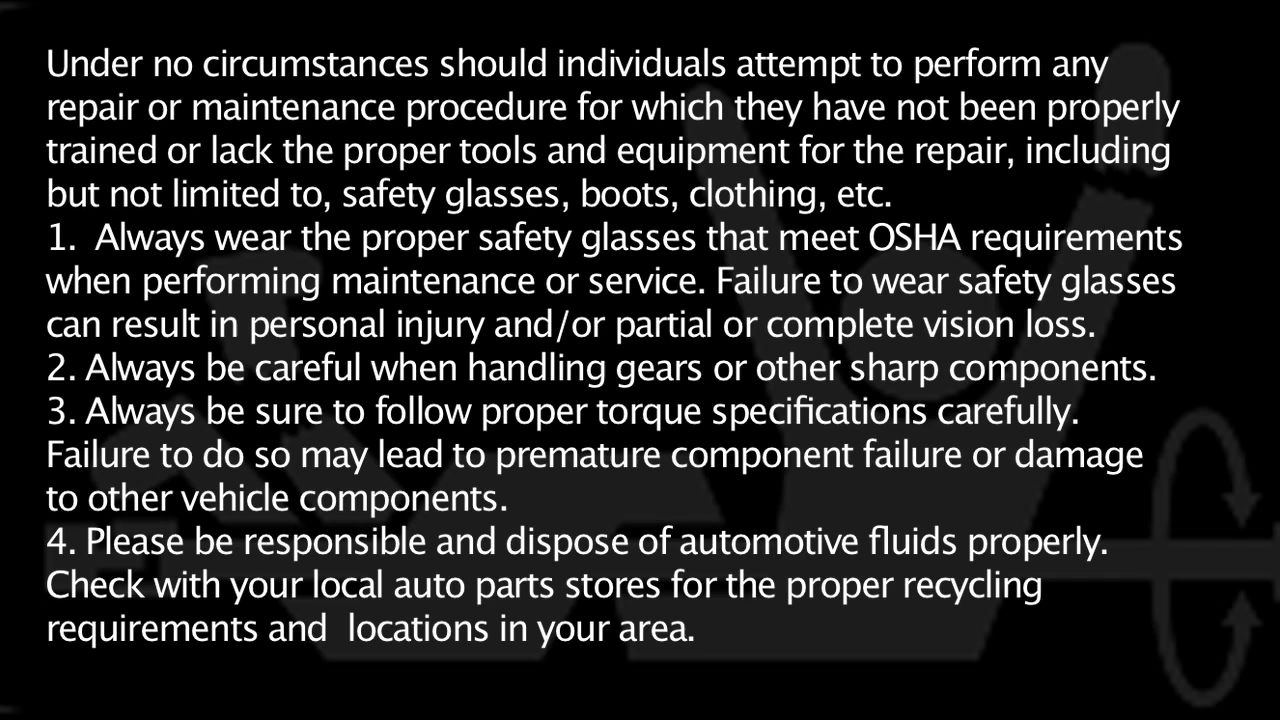 Under no circumstances should individuals attempt to perform any
repair or maintenance procedure for which they have not been properly
trained or lack the proper tools and equipment for the repair, including
but not limited to, safety glasses, boots, clothing, etc.
1.  Always wear the proper safety glasses that meet OSHA requirements
when performing maintenance or service. Failure to wear safety glasses
can result in personal injury and/or partial or complete vision loss.
2. Always be careful when handling gears or other sharp components.
3. Always be sure to follow proper torque specifications carefully.
Failure to do so may lead to premature component failure or damage
to other vehicle components.
4. Please be responsible and dispose of automotive fluids properly.
Check with your local auto parts stores for the proper recycling
requirements and  locations in your area.